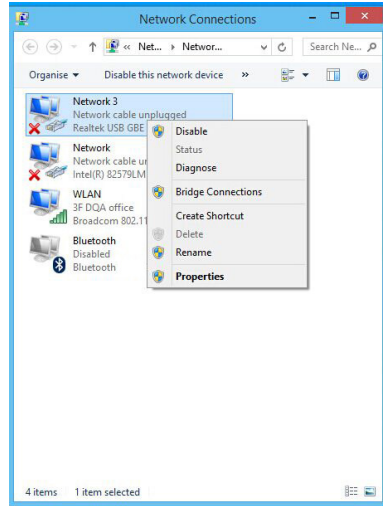 Network Connections
« Net... Networ...
Search Ne...
Organise
Disable this network device
»
Network 3
Network cable unplugged
Realtek USB GBE
Network
Network cable ur
Intel(R) 82579LM
WLAN
3F DQA office
Broadcom 802.11
Bluetooth
Disabled
Bluetooth
Disable
Status
Diagnose
Bridge Connections
Create Shortcut
Delete
Rename
Properties
4 items 1 item selected